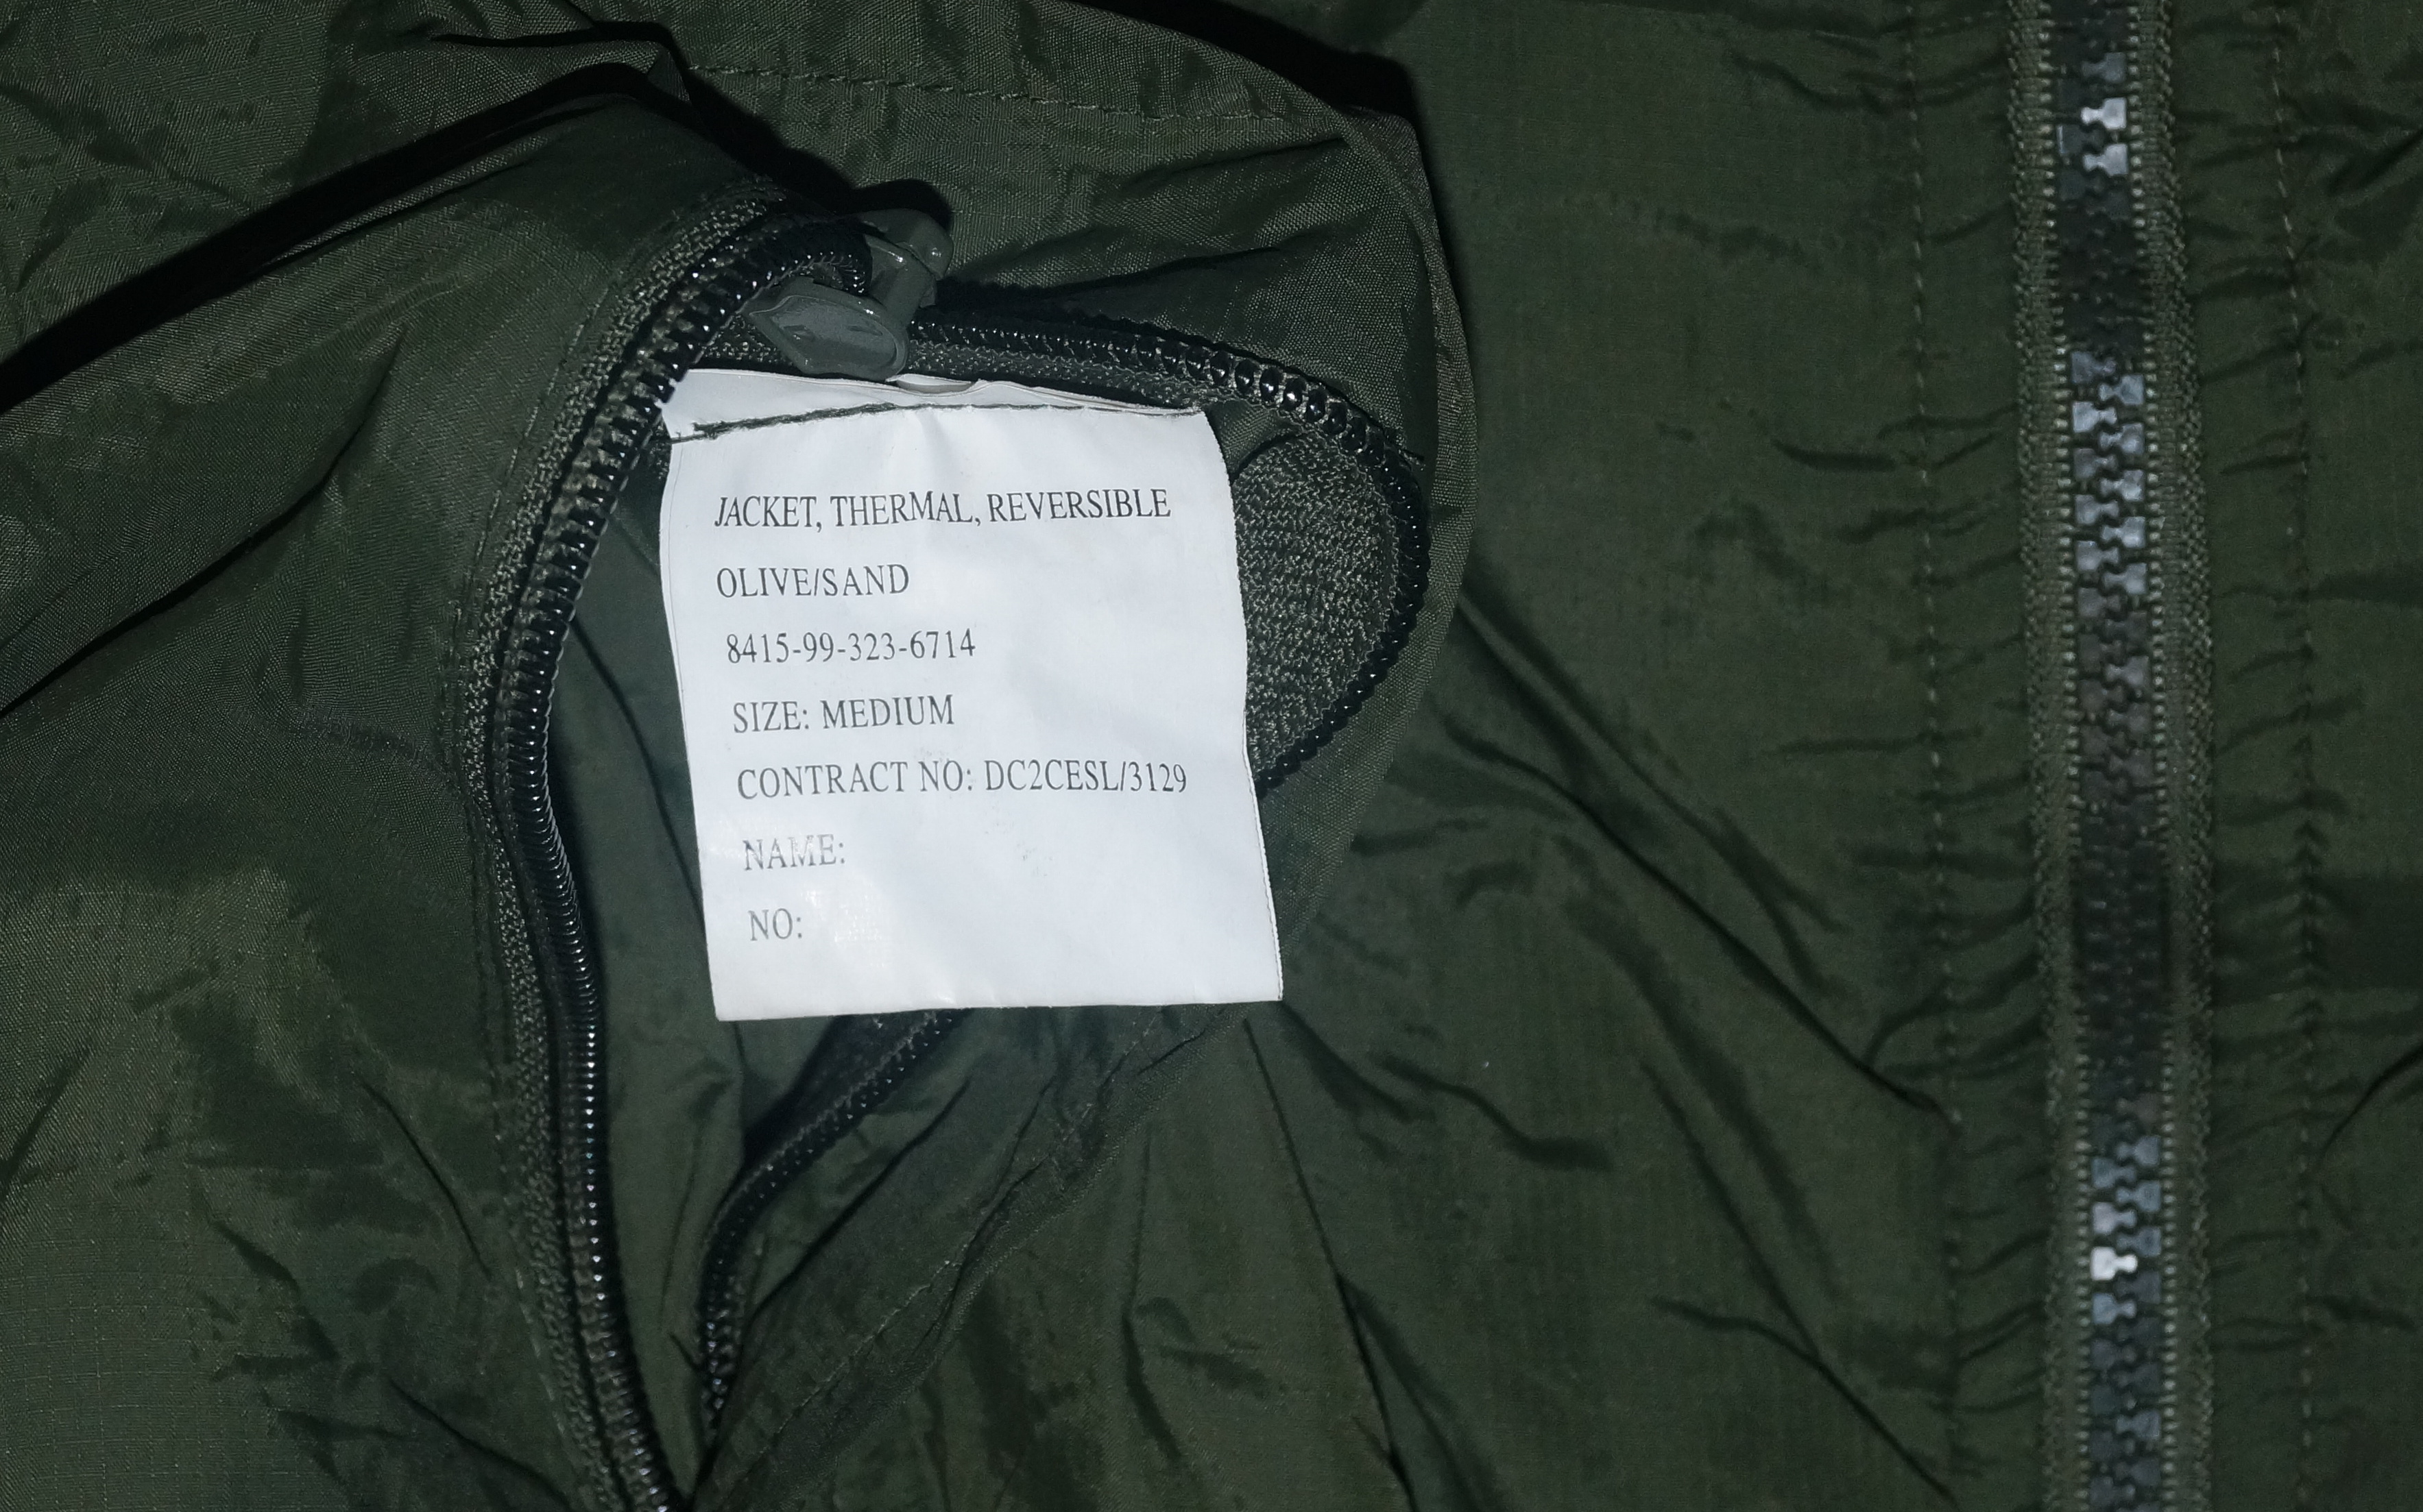 JACKET, THERMAL, REVERSIBLE
OLIVE/SAND
8415-99-323-6714
SIZE: MEDIUM
CONTRACT NO: DC2CESL/3129
NAME:
NO: